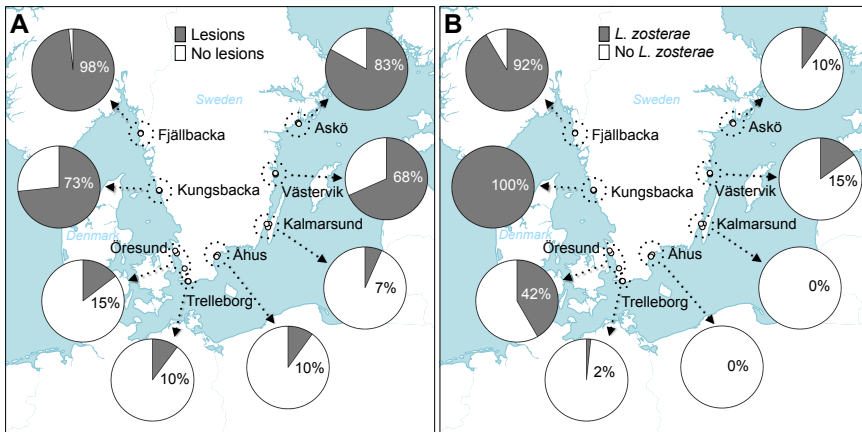 A
Lesions
No lesions
98%
83%
Sweden
Askö
Fjällbacka
73%
Kungsbacka
Västervik
68%
Denmark
Öresund
Kalmarsund
Åhus
15%
Trelleborg
7%
10%
10%
B
L. zosterae
No L. zosterae
92%
10%
Sweden
Askö
Fjällbacka
100%
Kungsbacka
Västervik
15%
Denmark
Öresund
Kalmarsund
Åhus
42%
Trelleborg
0%
2%
0%